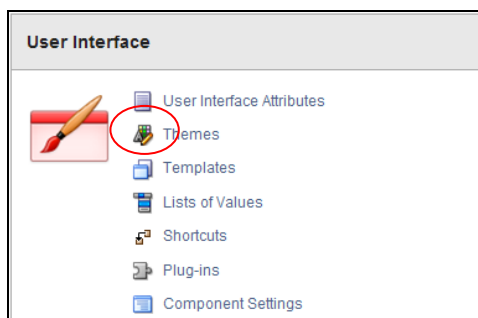 User Interface
User Interface Attributes
Themes
Templates
Lists of Values
Shortcuts
Plug-ins
Component Settings